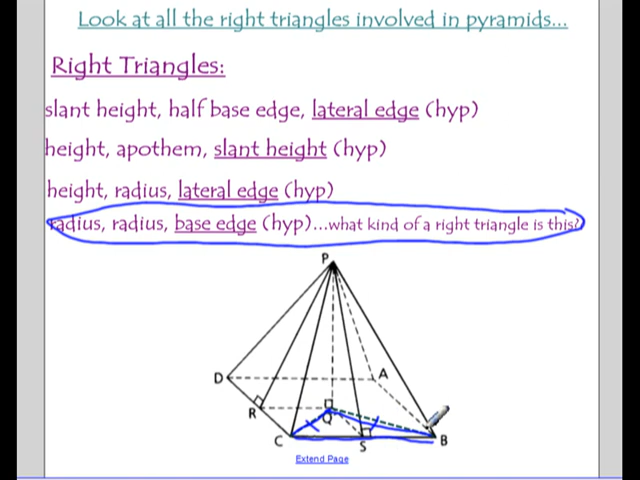 Look at all the right triangles involved in pyramids...
Right Triangles:
slant height, half base edge, lateral edge (hyp)
height, apothem, slant height (hyp)
height, radius, lateral edge (hyp)
radius, radius, base edge (hyp)...what kind of a right triangle is this?
P
D
A
R
Q
C
S
B
Extend Page